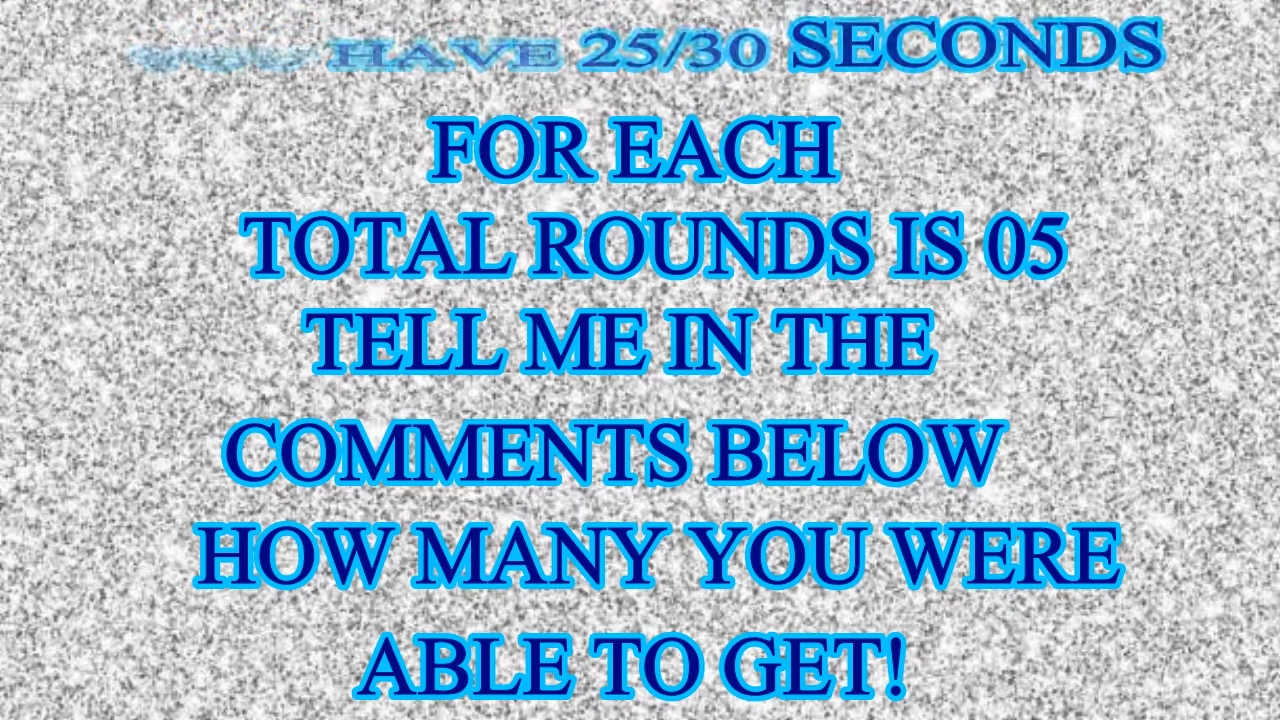 HAVE 25/30 SECONDS
FOR EACH
TOTAL ROUNDS IS 05
TELL ME IN THE
COMMENTS BELOW
HOW MANY YOU WERE
ABLE TO GET!